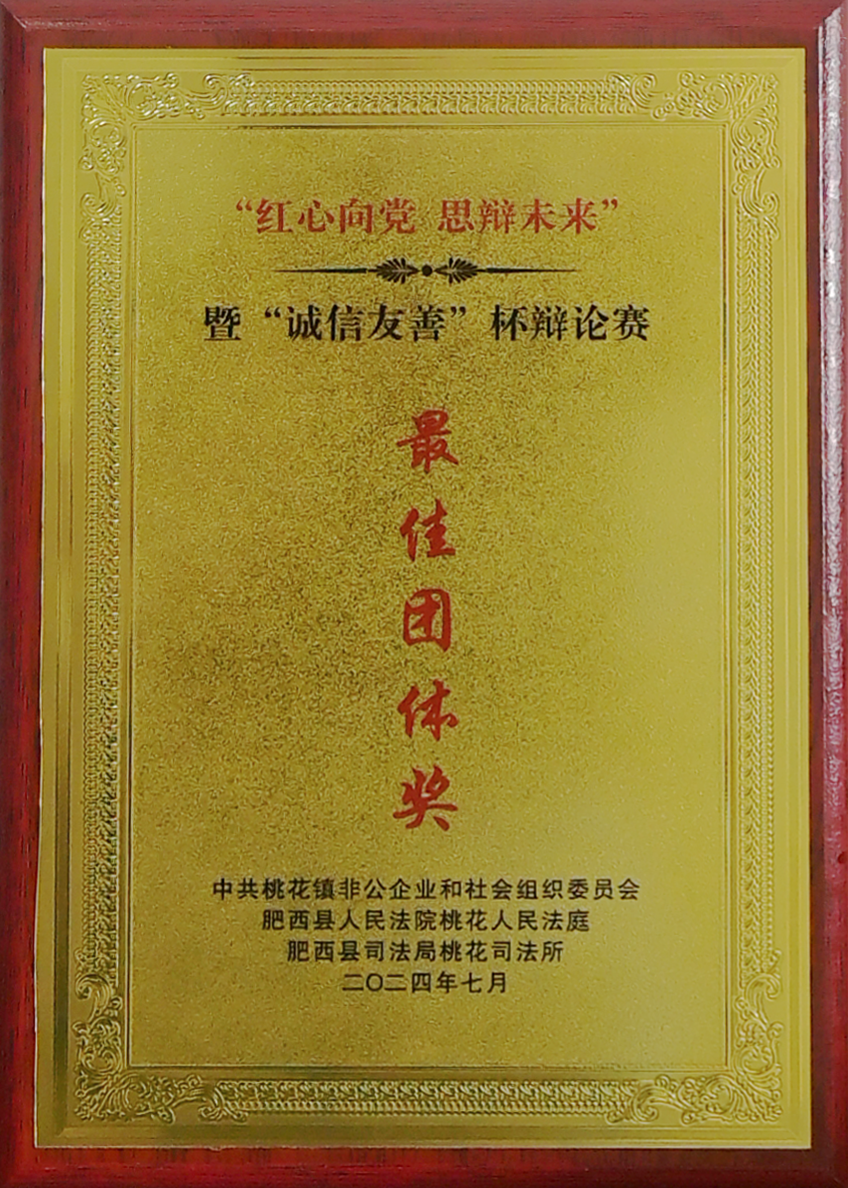 “红心向党 思辩未来”
暨“诚信友善”杯辩论赛
最
佳
团
体
奖
中共桃花镇非公企业和社会组织委员会
肥西县人民法院桃花人民法庭
肥西县司法局桃花司法所
二〇二四年七月